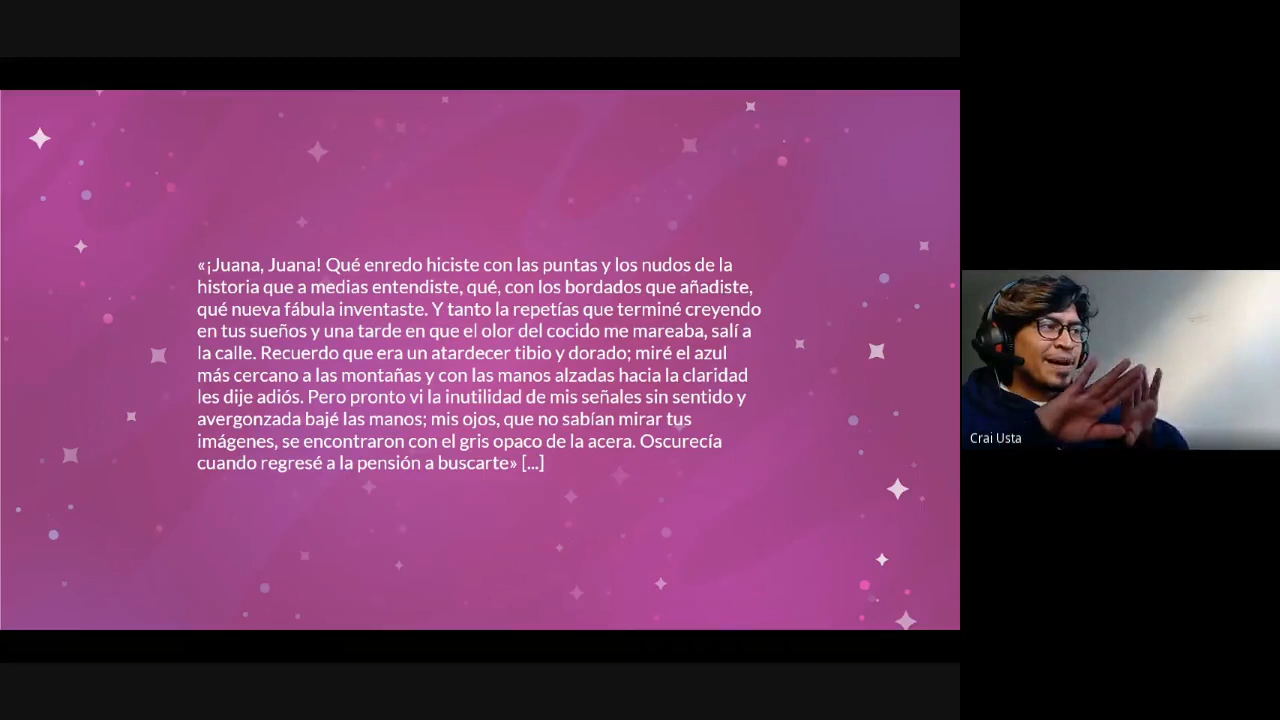 «¡Juana, Juana! Qué enredo hiciste con las puntas y los nudos de la
historia que a medias entendiste, qué, con los bordados que añadiste,
qué nueva fábula inventaste. Y tanto la repetías que terminé creyendo
en tus sueños y una tarde en que el olor del cocido me mareaba, salí a
la calle. Recuerdo que era un atardecer tibio y dorado; miré el azul
más cercano a las montañas y con las manos alzadas hacia la claridad
les dije adiós. Pero pronto vi la inutilidad de mis señales sin sentido y
avergonzada bajé las manos; mis ojos, que no sabían mirar tus
imágenes, se encontraron con el gris opaco de la acera. Oscurecía
cuando regresé a la pensión a buscarte» [...]
Crai Usta